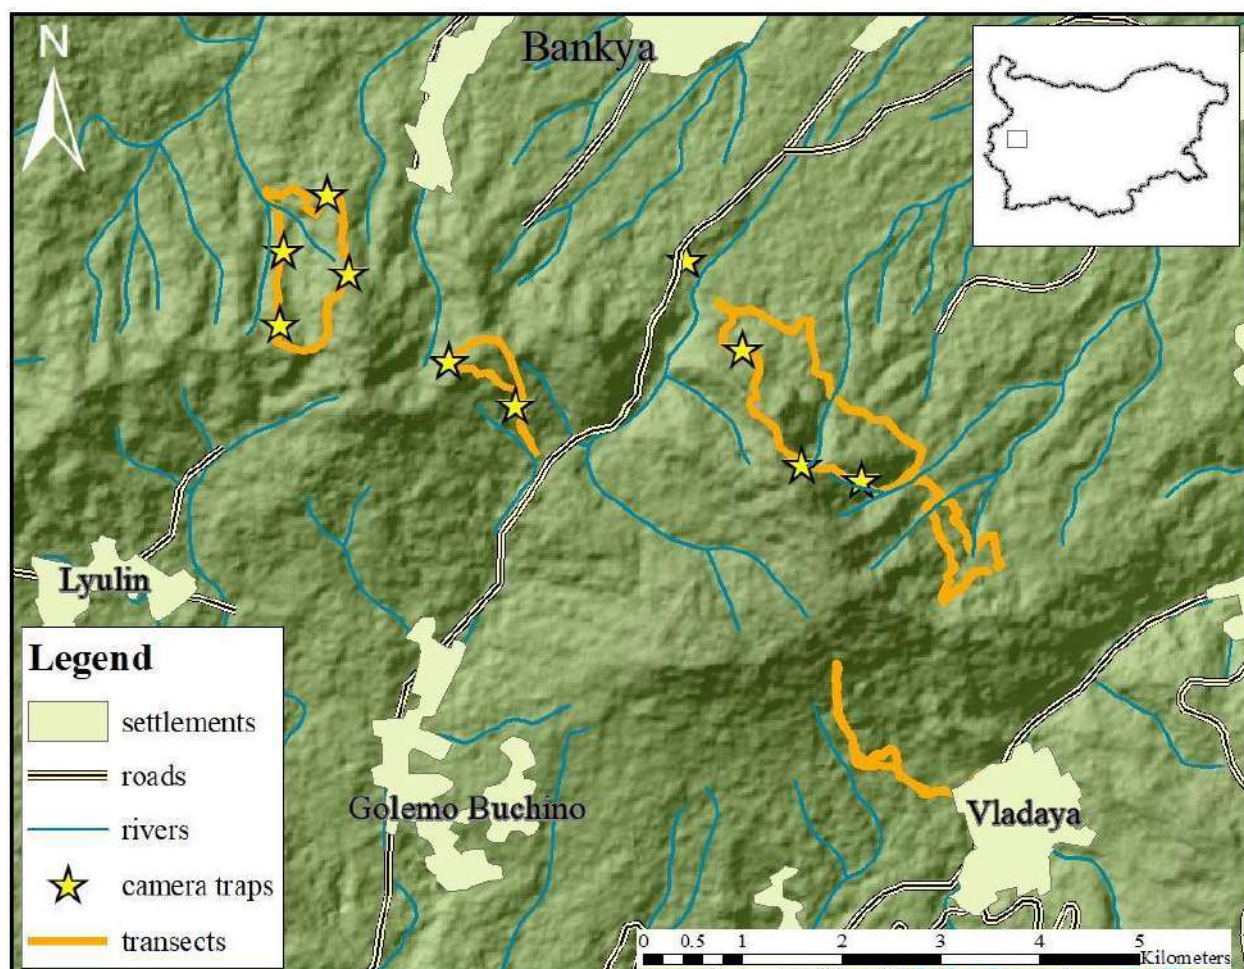 N
Bankya
Lyulin
Golemo Buchino
Vladaya
Legend
settlements
roads
rivers
camera traps
transects
0 0.5 1 2 3 4 5
Kilometers